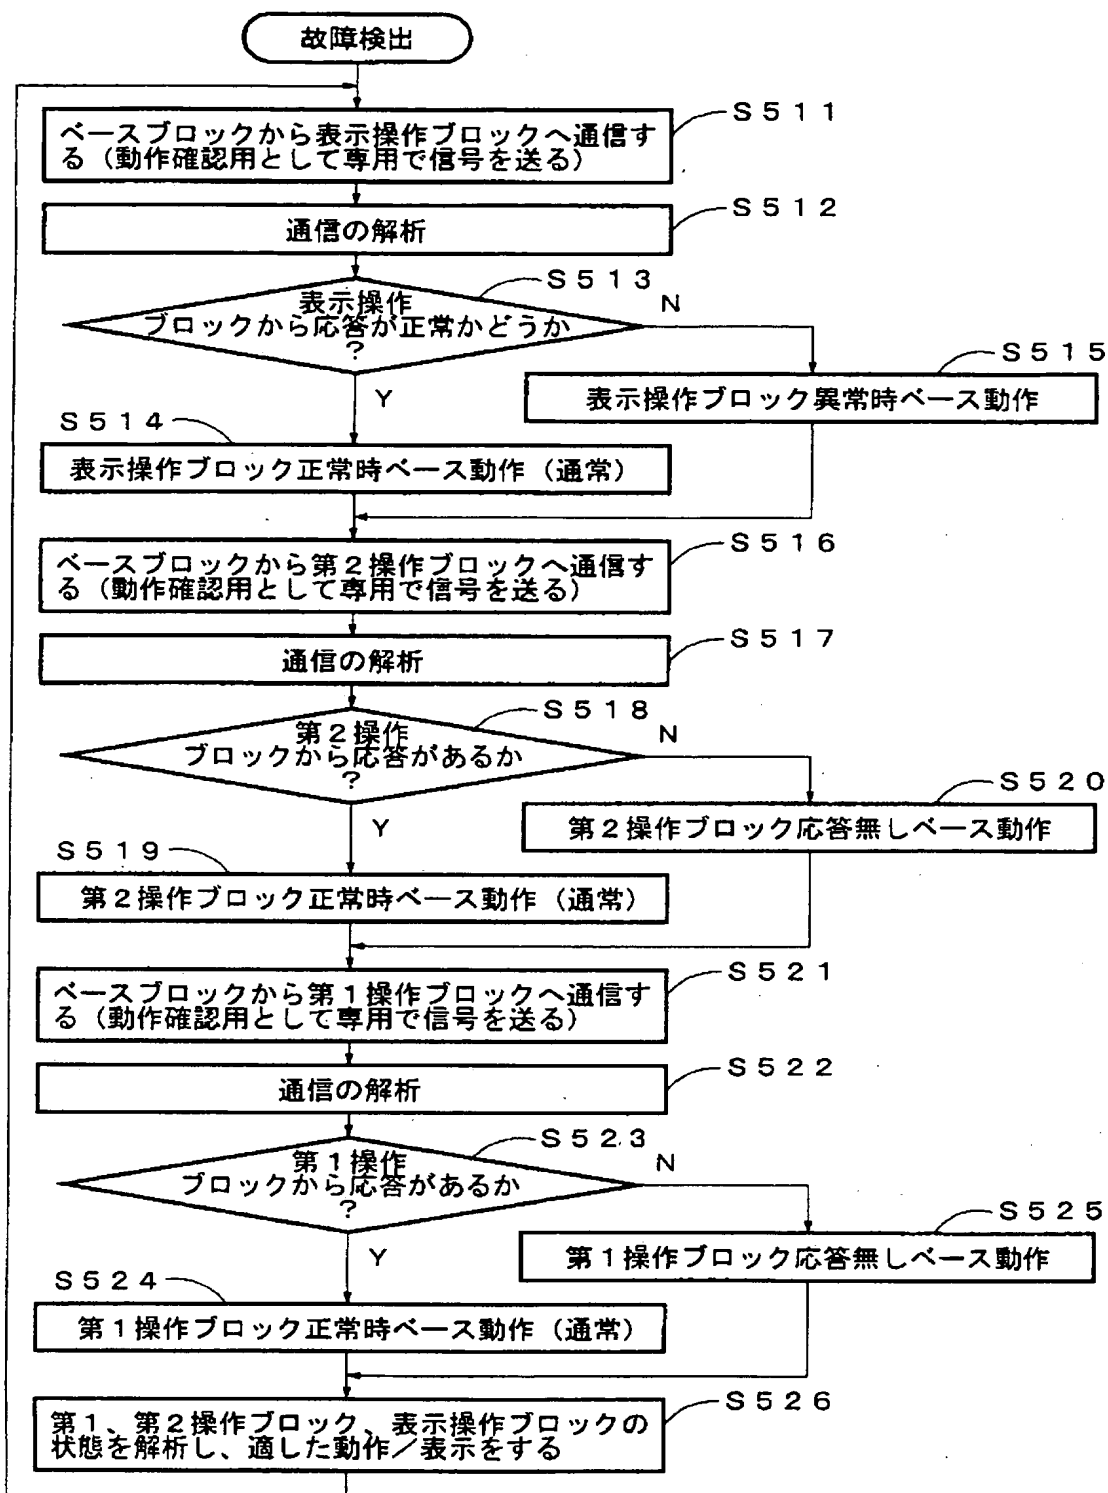 故障検出
S511
ベースブロックから表示操作ブロックへ通信す
る（動作確認用として専用で信号を送る）
S512
通信の解析
S513
表示操作
ブロックから応答が正常かどうか
？
N
Y
S515
表示操作ブロック異常時ベース動作
S514
表示操作ブロック正常時ベース動作（通常）
S516
ベースブロックから第２操作ブロックへ通信す
る（動作確認用として専用で信号を送る）
S517
通信の解析
S518
第２操作
ブロックから応答があるか
？
N
Y
S520
第２操作ブロック応答無しベース動作
S519
第２操作ブロック正常時ベース動作（通常）
S521
ベースブロックから第１操作ブロックへ通信す
る（動作確認用として専用で信号を送る）
S522
通信の解析
S523
第１操作
ブロックから応答があるか
？
N
Y
S525
第１操作ブロック応答無しベース動作
S524
第１操作ブロック正常時ベース動作（通常）
S526
第１、第２操作ブロック、表示操作ブロックの
状態を解析し、適した動作／表示をする